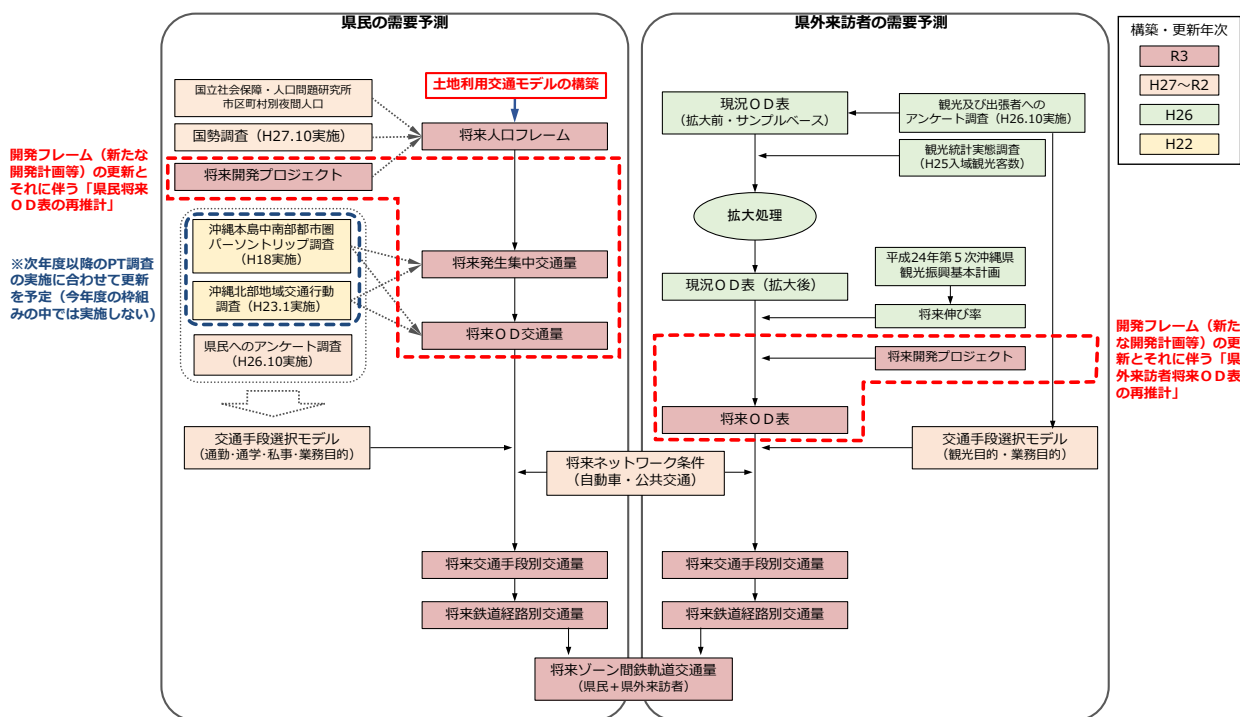 県民の需要予測
県外来訪者の需要予測
構築・更新年次
R3
H27～R2
H26
H22
国立社会保障・人口問題研究所
市区町村別夜間人口
土地利用交通モデルの構築
国勢調査（H27.10実施）
将来人口フレーム
開発フレーム（新たな
開発計画等）の更新と
それに伴う「県民将来
ＯＤ表の再推計」
将来開発プロジェクト
沖縄本島中南部都市圏
パーソントリップ調査
（H18実施）
※次年度以降のPT調査
の実施に合わせて更新
を予定（今年度の枠組
みの中では実施しない)
沖縄北部地域交通行動
調査（H23.1実施）
県民へのアンケート調査
（H26.10実施）
将来発生集中交通量
将来ＯＤ交通量
交通手段選択モデル
（通勤･通学･私事･業務目的）
将来ネットワーク条件
（自動車・公共交通）
将来交通手段別交通量
将来鉄道経路別交通量
現況ＯＤ表
（拡大前・サンプルベース）
観光及び出張者への
アンケート調査（H26.10実施）
観光統計実態調査
（H25入域観光客数）
拡大処理
現況ＯＤ表（拡大後）
平成24年第５次沖縄県
観光振興基本計画
将来伸び率
将来開発プロジェクト
開発フレーム（新た
な開発計画等）の更
新とそれに伴う「県
外来訪者将来ＯＤ表
の再推計」
将来ＯＤ表
交通手段選択モデル
（観光目的・業務目的）
将来交通手段別交通量
将来鉄道経路別交通量
将来ゾーン間鉄軌道交通量
（県民＋県外来訪者）